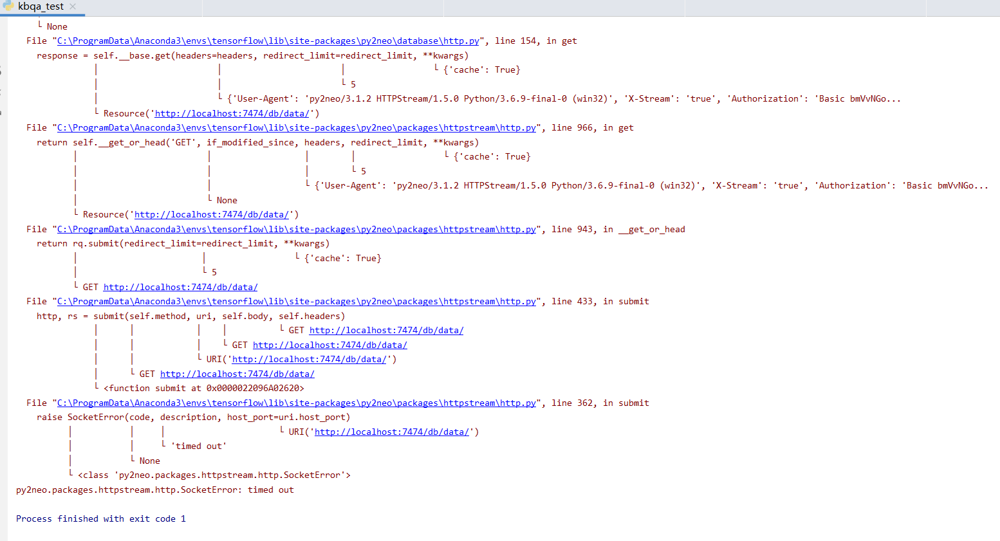 kbqa_test ×
└ None
File "C:\ProgramData\Anaconda3\envs\tensorflow\lib\site-packages\py2neo\database\http.py", line 154, in get
response = self.__base.get(headers=headers, redirect_limit=redirect_limit, **kwargs)
│ │ │ └ {'cache': True}
│ │ └ 5
│ └ {'User-Agent': 'py2neo/3.1.2 HTTPStream/1.5.0 Python/3.6.9-final-0 (win32)', 'X-Stream': 'true', 'Authorization': 'Basic bmVvNGo...
└ Resource('http://localhost:7474/db/data/')
File "C:\ProgramData\Anaconda3\envs\tensorflow\lib\site-packages\py2neo\packages\httpstream\http.py", line 966, in get
return self.__get_or_head('GET', if_modified_since, headers, redirect_limit, **kwargs)
│ │ │ │ └ {'cache': True}
│ │ │ └ 5
│ │ └ {'User-Agent': 'py2neo/3.1.2 HTTPStream/1.5.0 Python/3.6.9-final-0 (win32)', 'X-Stream': 'true', 'Authorization': 'Basic bmVvNGo...
│ └ None
└ Resource('http://localhost:7474/db/data/')
File "C:\ProgramData\Anaconda3\envs\tensorflow\lib\site-packages\py2neo\packages\httpstream\http.py", line 943, in __get_or_head
return rq.submit(redirect_limit=redirect_limit, **kwargs)
│ │ └ {'cache': True}
│ └ 5
└ GET http://localhost:7474/db/data/
File "C:\ProgramData\Anaconda3\envs\tensorflow\lib\site-packages\py2neo\packages\httpstream\http.py", line 433, in submit
http, rs = submit(self.method, uri, self.body, self.headers)
│ │ │ │ └ GET http://localhost:7474/db/data/
│ │ │ └ GET http://localhost:7474/db/data/
│ │ └ URI('http://localhost:7474/db/data/')
│ └ GET http://localhost:7474/db/data/
└ <function submit at 0x0000022096A02620>
File "C:\ProgramData\Anaconda3\envs\tensorflow\lib\site-packages\py2neo\packages\httpstream\http.py", line 362, in submit
raise SocketError(code, description, host_port=uri.host_port)
│ │ │ └ URI('http://localhost:7474/db/data/')
│ │ └ 'timed out'
│ └ None
└ <class 'py2neo.packages.httpstream.http.SocketError'>
py2neo.packages.httpstream.http.SocketError: timed out
Process finished with exit code 1